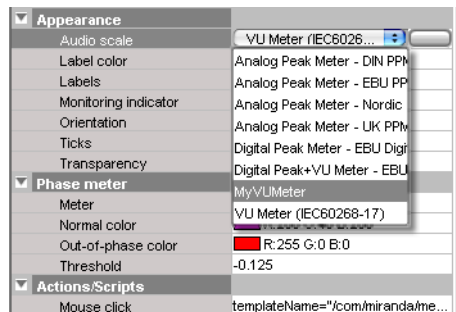 Appearance
Audio scale VU Meter (IEC6026...
Label color Analog Peak Meter - DIN PPM
Labels Analog Peak Meter - EBU PP
Monitoring indicator Analog Peak Meter - Nordic
Orientation Analog Peak Meter - UK PPM
Ticks Digital Peak Meter - EBU Digi
Transparency Digital Peak+VU Meter - EBU
Phase meter MyVUMeter
Meter VU Meter (IEC60268-17)
Normal color
Out-of-phase color R:255 G:0 B:0
Threshold -0.125
Actions/Scripts
Mouse click templateName="/com/miranda/me...